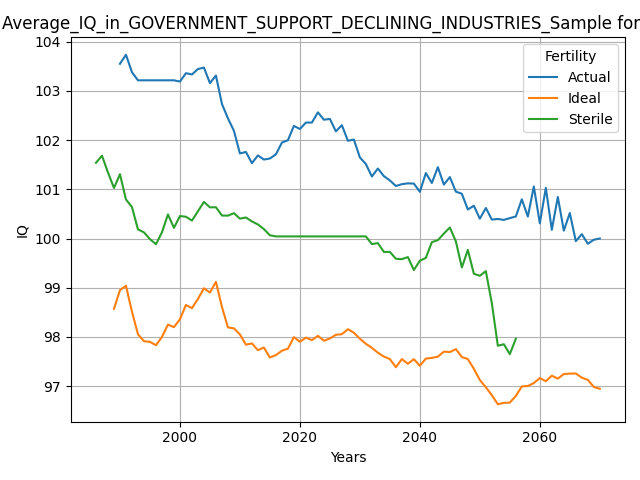 Average_IQ_in_GOVERNMENT_SUPPORT_DECLINING_INDUSTRIES_Sample for
104
103
102
101
100
99
98
97
IQ
Fertility
Actual
Ideal
Sterile
2000
2020
2040
2060
Years